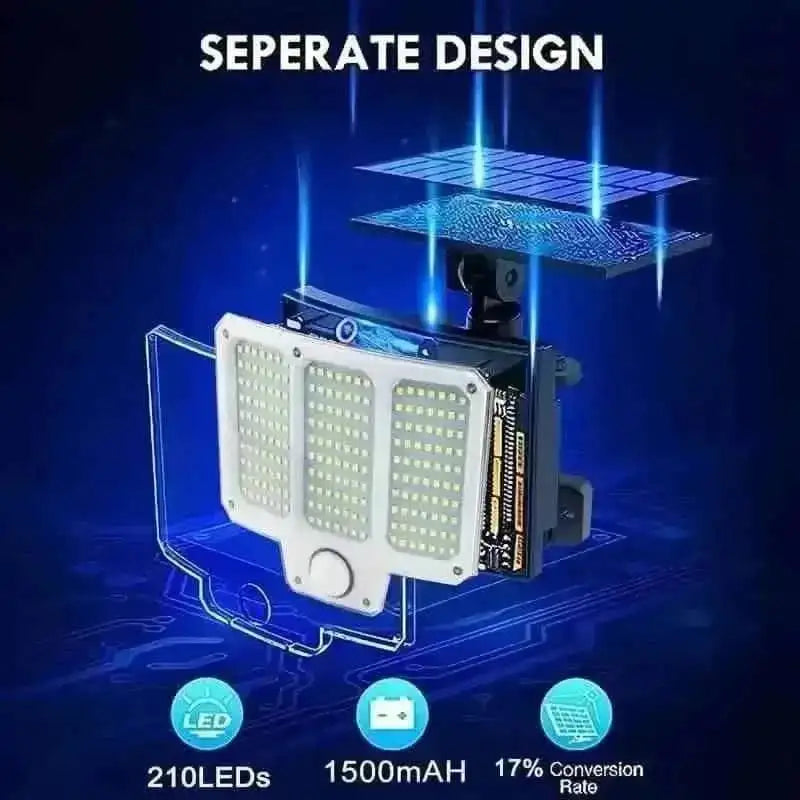 SEPERATE DESIGN
LED
210LEDs
1500mAH
17% Conversion
Rate